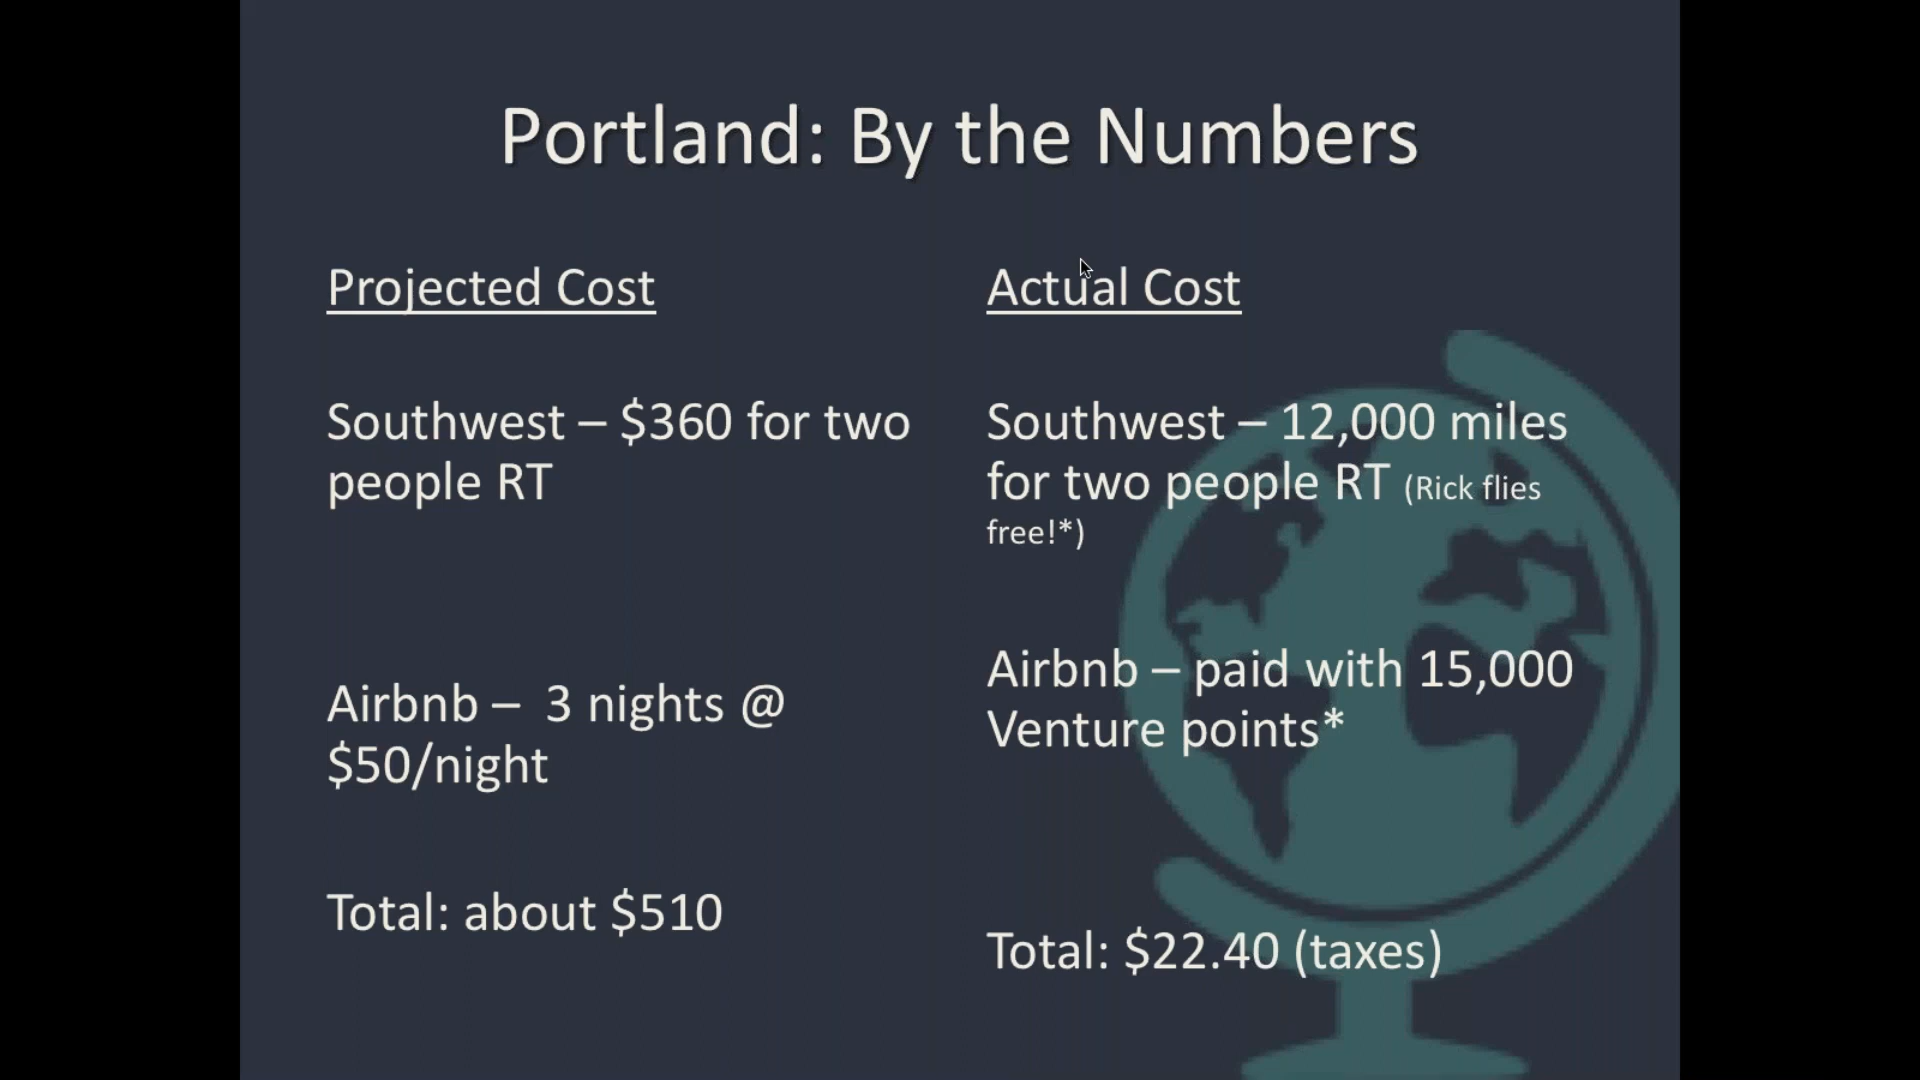 Portland: By the Numbers
Projected Cost
Southwest – $360 for two
people RT
Airbnb –  3 nights @
$50/night
Total: about $510
Actual Cost
Southwest – 12,000 miles
for two people RT (Rick flies
free!*)
Airbnb – paid with 15,000
Venture points*
Total: $22.40 (taxes)